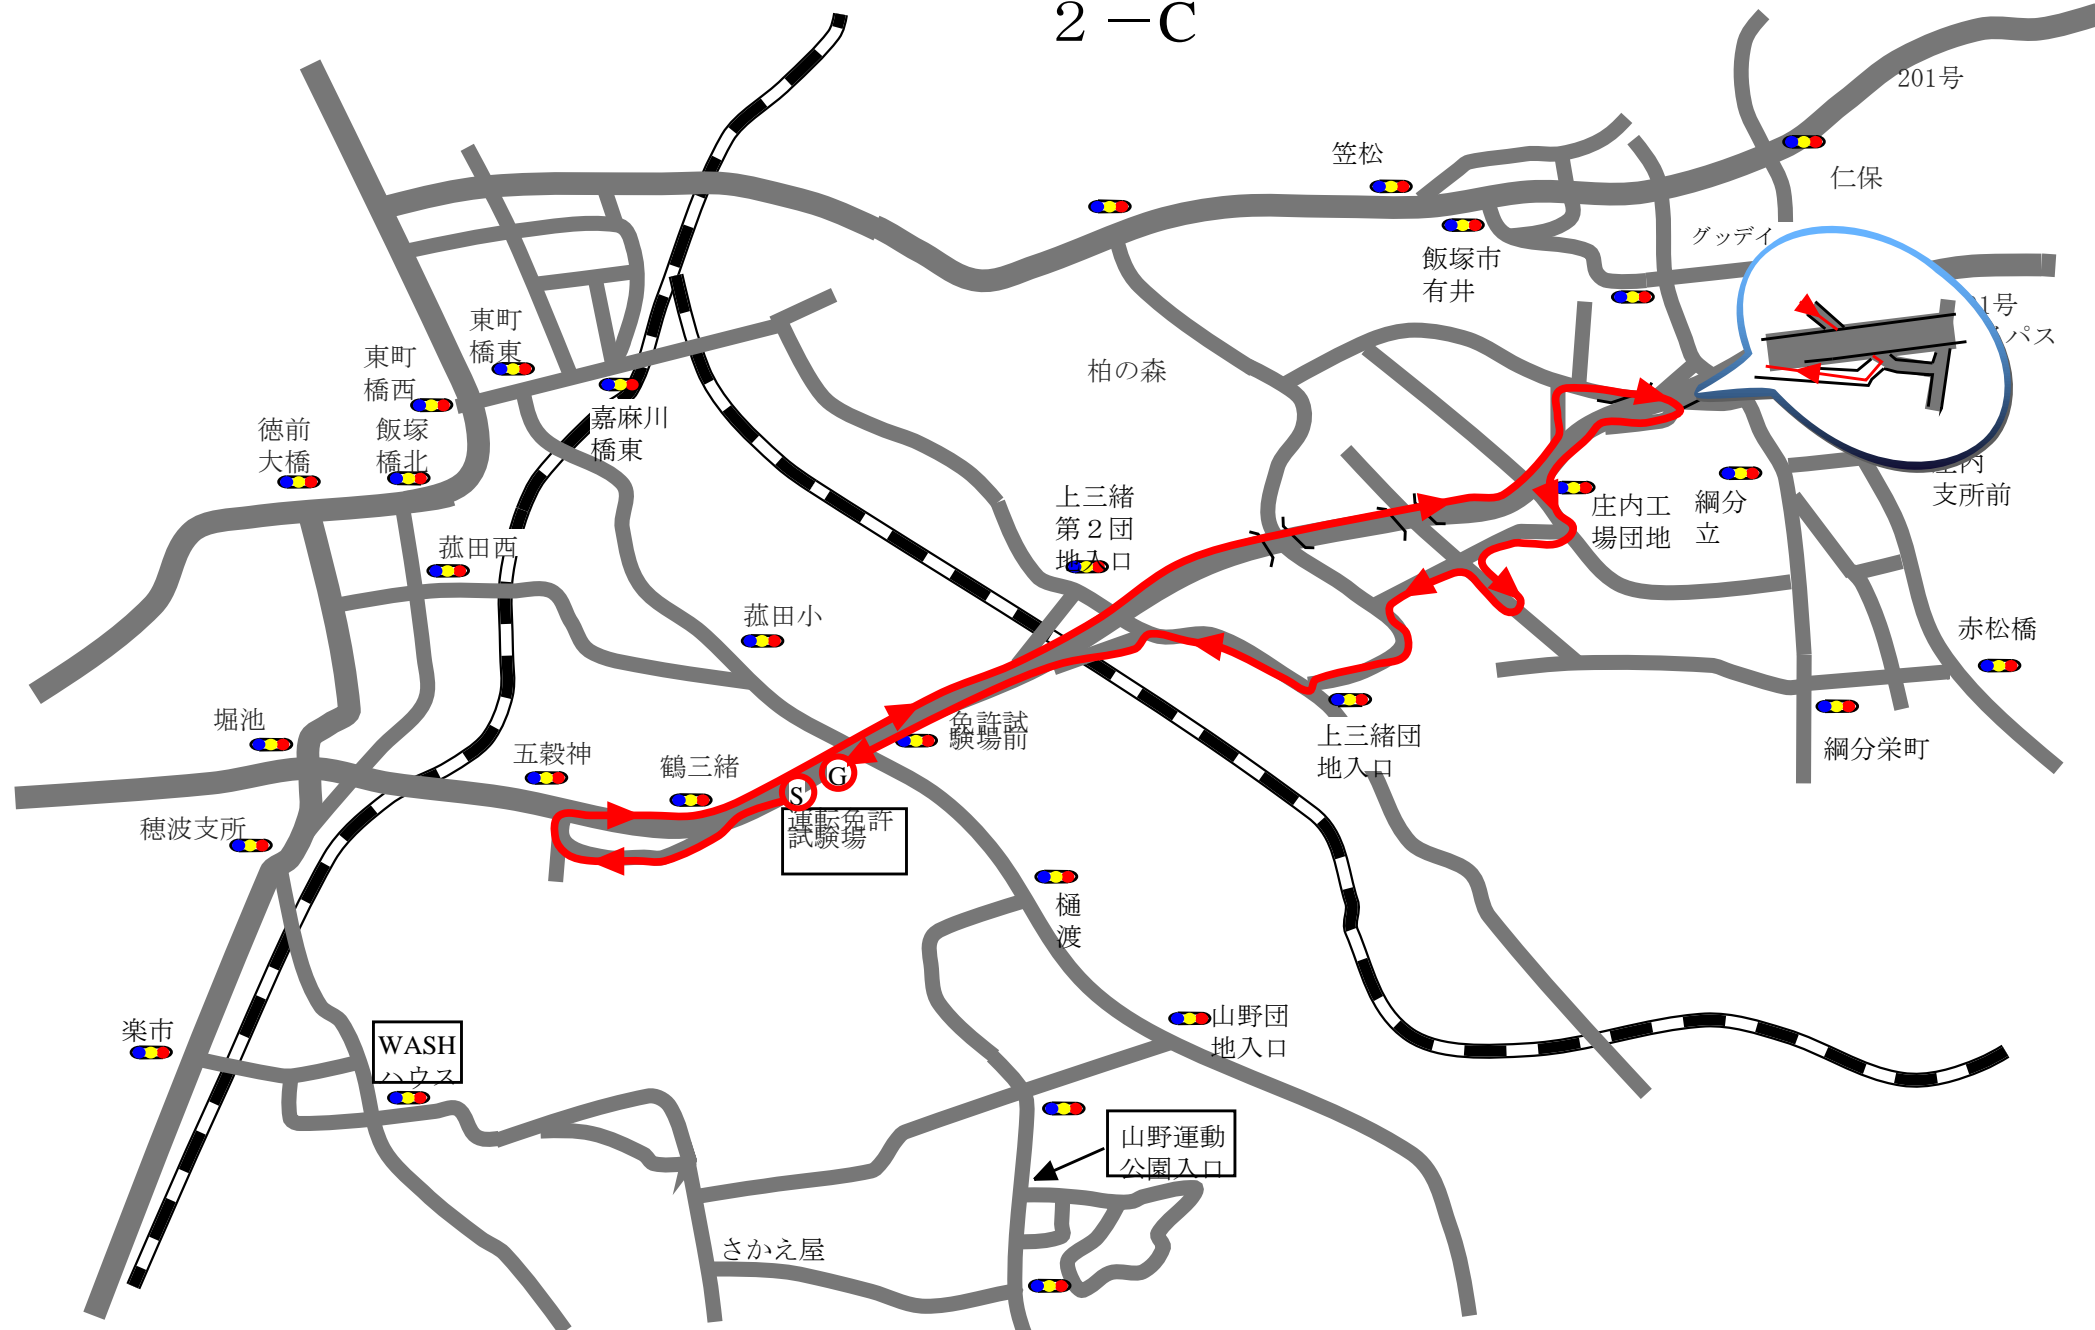 ２－C
201号
笠松
仁保
グッデイ
飯塚市
有井
東町
橋東
東町
橋西
柏の森
徳前
大橋
飯塚
橋北
嘉麻川
橋東
1号
パス
庄内
支所前
綱分
立
庄内工
場団地
上三緒
第２団
地入口
菰田西
菰田小
赤松橋
堀池
免許試
験場前
上三緒団
地入口
綱分栄町
五穀神
鶴三緒
G
S
運転免許
試験場
穂波支所
樋
渡
楽市
WASH
ハウス
山野団
地入口
山野運動
公園入口
さかえ屋